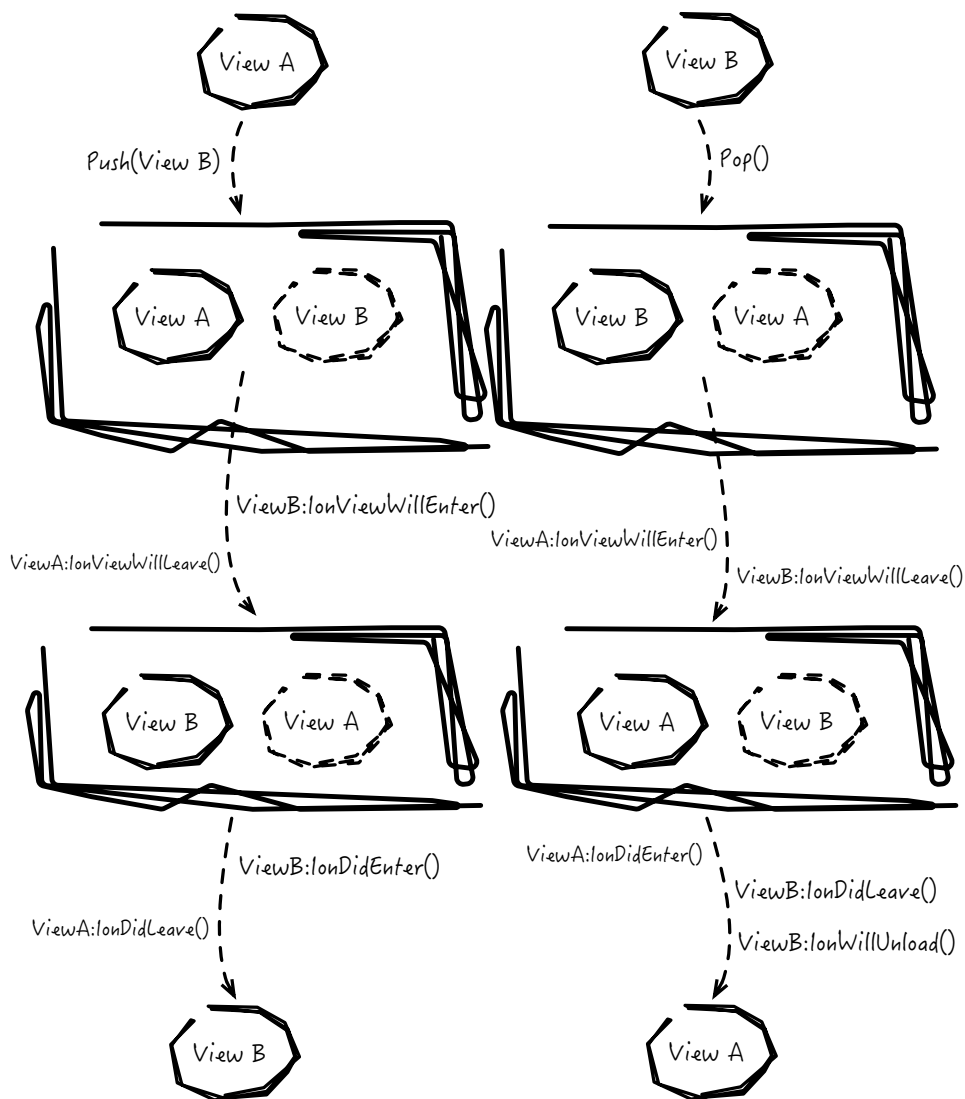 View A
Push(View B)
View A
View B
ViewB:IonViewWillEnter()
ViewA:IonViewWillLeave()
View B
View A
ViewB:IonDidEnter()
ViewA:IonDidLeave()
View B
View B
Pop()
View B
View A
ViewA:IonViewWillEnter()
ViewB:IonViewWillLeave()
View A
View B
ViewA:IonDidEnter()
ViewB:IonDidLeave()
ViewB:IonWillUnload()
View A